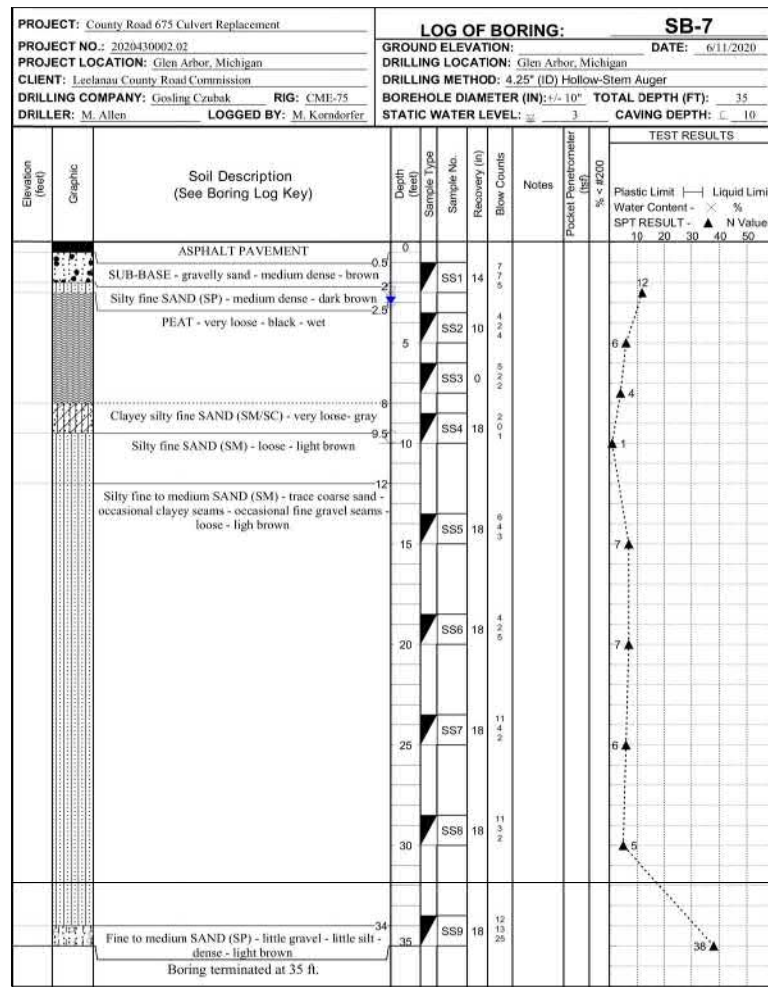 PROJECT: County Road 675 Culvert Replacement
PROJECT NO.: 2020430002.02
PROJECT LOCATION: Glen Arbor, Michigan
CLIENT: Leelanau County Road Commission
DRILLING COMPANY: Gosling Czubak RIG: CME-75
DRILLER: M. Allen LOGGED BY: M. Korndorfer
LOG OF BORING: SB-7
GROUND ELEVATION: DATE: 6/11/2020
DRILLING LOCATION: Glen Arbor, Michigan
DRILLING METHOD: 4.25" (ID) Hollow-Stem Auger
BOREHOLE DIAMETER (IN): +/- 10" TOTAL DEPTH (FT): 35
STATIC WATER LEVEL: 3 CAVING DEPTH: 10
Elevation (feet)
Graphic
Soil Description
(See Boring Log Key)
Depth (feet)
Sample Type
Sample No.
Recovery (in)
Blow Counts
Notes
Pocket Penetrometer (tsf)
% < #200
TEST RESULTS
Plastic Limit Liquid Limi
Water Content - %
SPT RESULT - N Value
10 20 30 40 50
ASPHALT PAVEMENT 0
0.5
SUB-BASE - gravelly sand - medium dense - brown SS1 14 7 7 5 12
2
Silty fine SAND (SP) - medium dense - dark brown
2.5
PEAT - very loose - black - wet SS2 10 4 2 4 6
5
SS3 0 5 2 2 4
8
Clayey silty fine SAND (SM/SC) - very loose- gray SS4 18 2 0 1 1
9.5
Silty fine SAND (SM) - loose - light brown 10
12
Silty fine to medium SAND (SM) - trace coarse sand -
occasional clayey seams - occasional fine gravel seams
- loose - ligh brown SS5 18 6 4 3 7
15
SS6 18 4 2 5 7
20
SS7 18 11 4 2 6
25
SS8 18 11 3 2 5
30
34
Fine to medium SAND (SP) - little gravel - little silt - SS9 18 12 13 25 38
dense - light brown 35
Boring terminated at 35 ft.